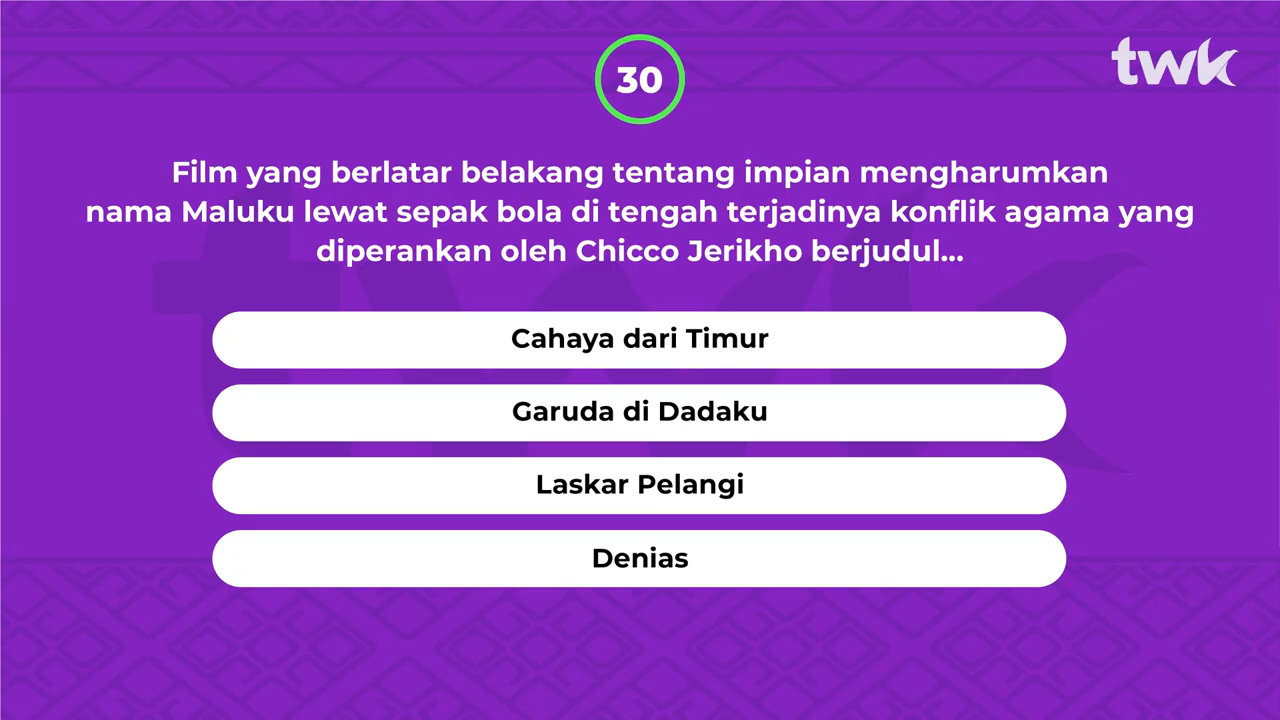 30
twk
Film yang berlatar belakang tentang impian mengharumkan
nama Maluku lewat sepak bola di tengah terjadinya konflik agama yang
diperankan oleh Chicco Jerikho berjudul...
Cahaya dari Timur
Garuda di Dadaku
Laskar Pelangi
Denias